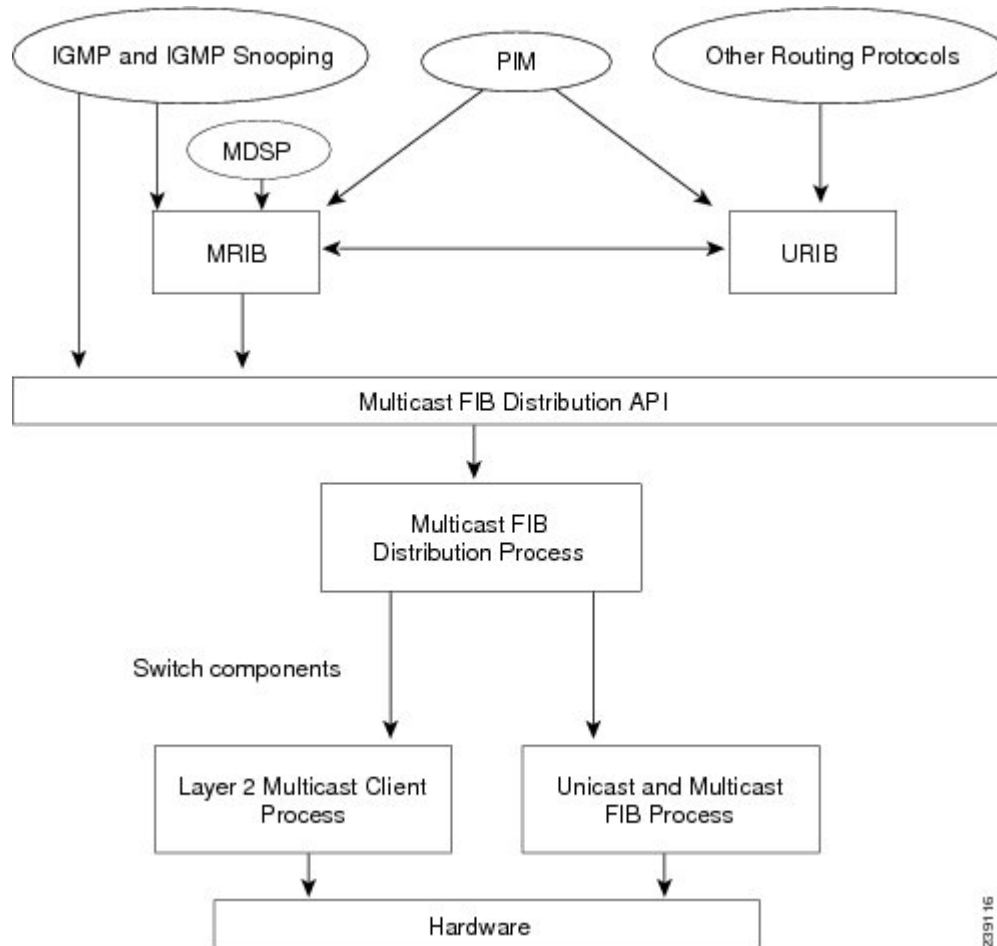 IGMP and IGMP Snooping
PIM
Other Routing Protocols
MDSP
MRIB
URIB
Multicast FIB Distribution API
Multicast FIB
Distribution Process
Switch components
Layer 2 Multicast Client
Process
Unicast and Multicast
FIB Process
Hardware
239116